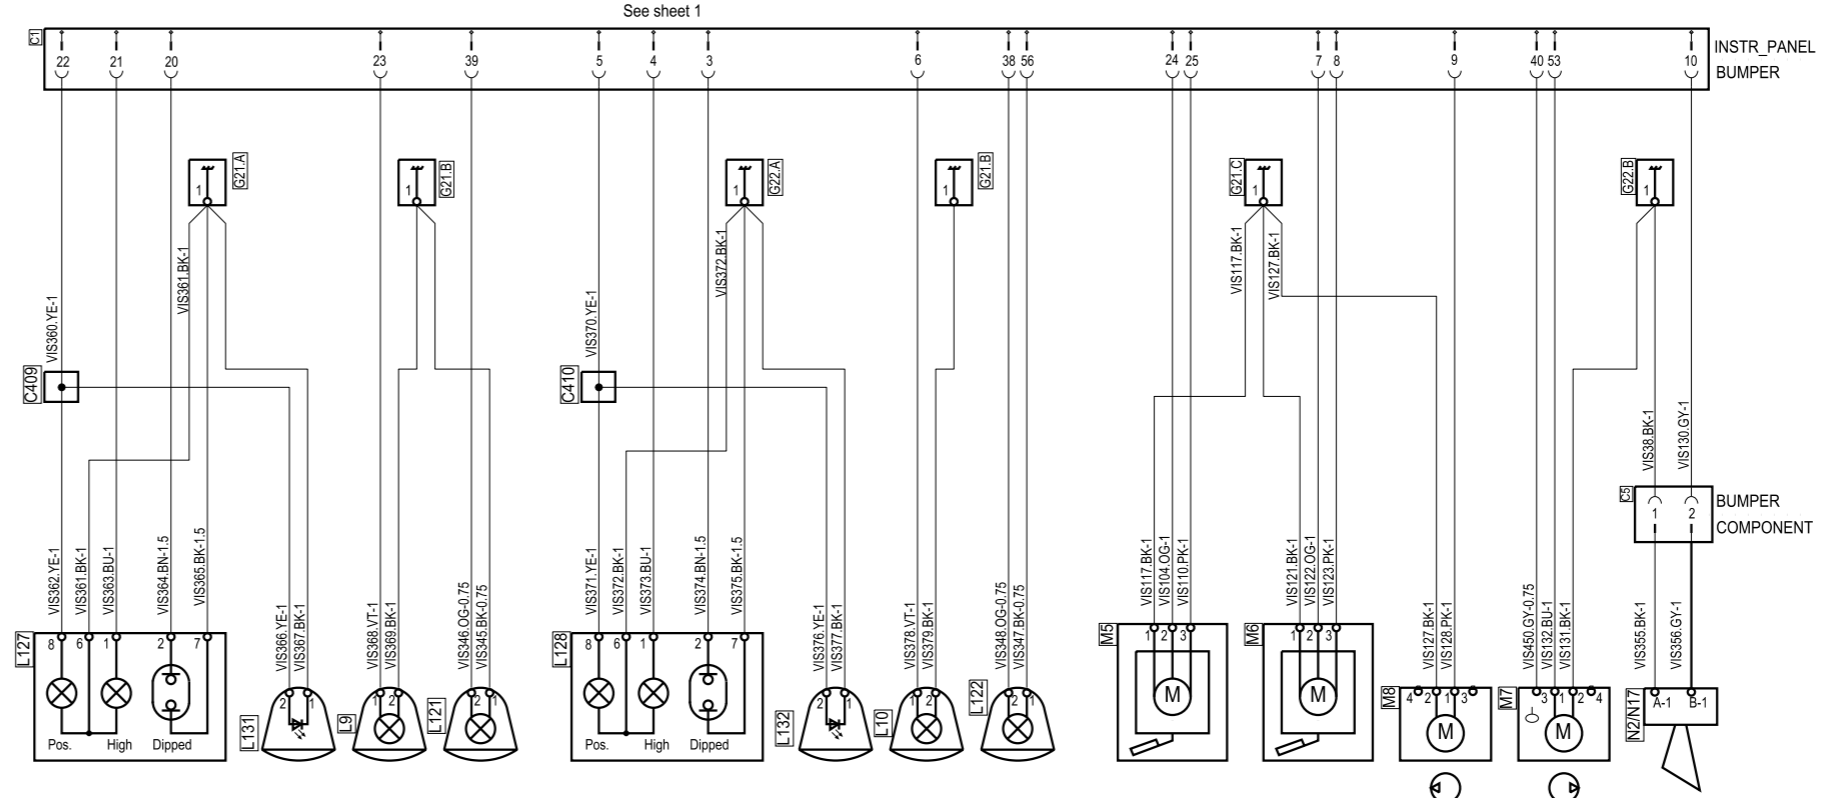 See sheet 1
C1
22 21 20 23 39 5 4 3 6 38 56 24 25 7 8 9 40 53 10
INSTR_PANEL
BUMPER
1 G21.A
1 G21.B
1 G22.A
1 G21.B
G21.C 1
G22.B 1
VIS360.YE-1
VIS361.BK-1
VIS370.YE-1
VIS372.BK-1
VIS117.BK-1
VIS127.BK-1
C409
C410
VIS38.BK-1
VIS130.GY-1
C5
1 2
BUMPER
COMPONENT
VIS362.YE-1
VIS361.BK-1
VIS363.BU-1
VIS364.BN-1.5
VIS365.BK-1.5
VIS366.YE-1
VIS367.BK-1
VIS368.VT-1
VIS369.BK-1
VIS346.OG-0.75
VIS345.BK-0.75
VIS371.YE-1
VIS372.BK-1
VIS373.BU-1
VIS374.BN-1.5
VIS375.BK-1.5
VIS376.YE-1
VIS377.BK-1
VIS378.VT-1
VIS379.BK-1
VIS348.OG-0.75
VIS347.BK-0.75
VIS117.BK-1
VIS104.OG-1
VIS110.PK-1
VIS121.BK-1
VIS122.OG-1
VIS123.PK-1
VIS127.BK-1
VIS128.PK-1
VIS450.GY-0.75
VIS132.BU-1
VIS131.BK-1
VIS355.BK-1
VIS356.GY-1
L127
8 6 1 2 7
Pos. High Dipped
L131
2 1
L9
1 2
L121
2 1
L128
8 6 1 2 7
Pos. High Dipped
L132
2 1
L10
1 2
L122
2 1
M5
1 2 3
M
M6
1 2 3
M
M8
4 2 1 3
M
M7
3 1 2 4
M
N2/N17
A-1 B-1